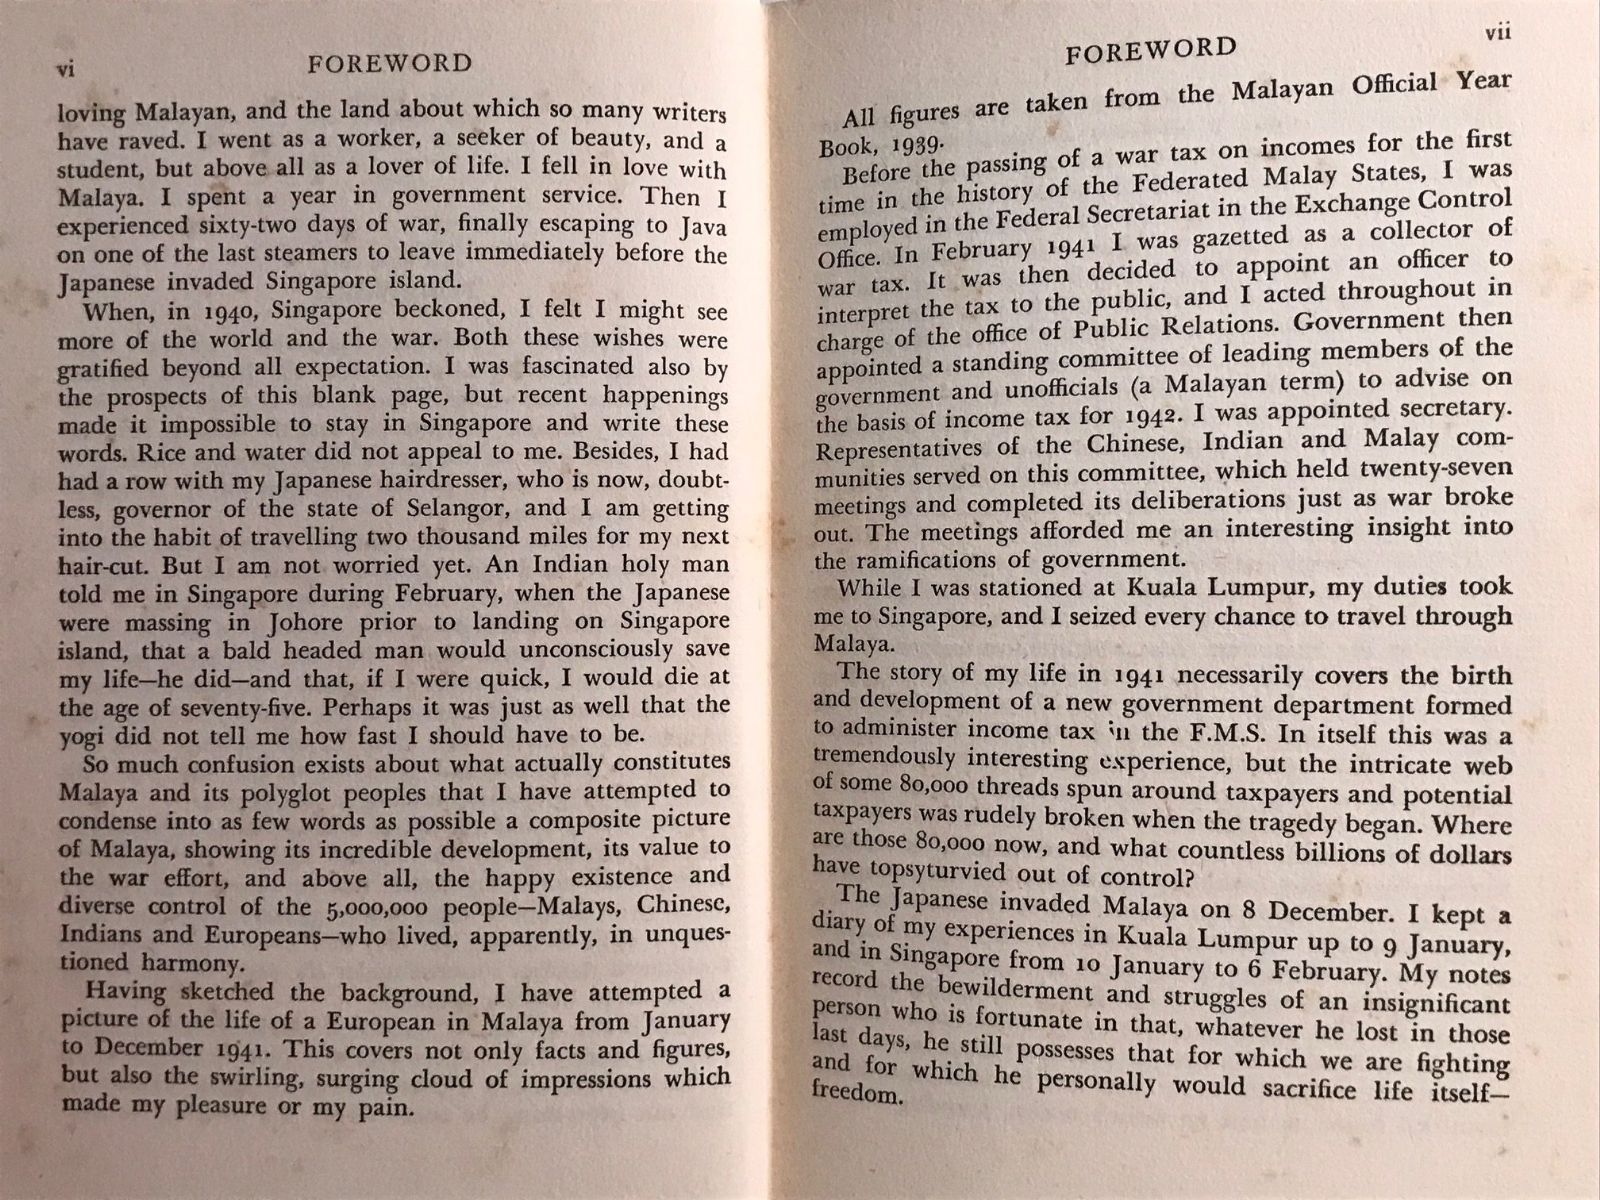 vi
FOREWORD
loving Malayan, and the land about which so many writers
have raved. I went as a worker, a seeker of beauty, and a
student, but above all as a lover of life. I fell in love with
Malaya. I spent a year in government service. Then I
experienced sixty-two days of war, finally escaping to Java
on one of the last steamers to leave immediately before the
Japanese invaded Singapore island.
When, in 1940, Singapore beckoned, I felt I might see
more of the world and the war. Both these wishes were
gratified beyond all expectation. I was fascinated also by
the prospects of this blank page, but recent happenings
made it impossible to stay in Singapore and write these
words. Rice and water did not appeal to me. Besides, I had
had a row with my Japanese hairdresser, who is now, doubt-
less, governor of the state of Selangor, and I am getting
into the habit of travelling two thousand miles for my next
hair-cut. But I am not worried yet. An Indian holy man
told me in Singapore during February, when the Japanese
were massing in Johore prior to landing on Singapore
island, that a bald headed man would unconsciously save
my life—he did—and that, if I were quick, I would die at
the age of seventy-five. Perhaps it was just as well that the
yogi did not tell me how fast I should have to be.
So much confusion exists about what actually constitutes
Malaya and its polyglot peoples that I have attempted to
condense into as few words as possible a composite picture
of Malaya, showing its incredible development, its value to
the war effort, and above all, the happy existence and
diverse control of the 5,000,000 people—Malays, Chinese,
Indians and Europeans—who lived, apparently, in unques-
tioned harmony.
Having sketched the background, I have attempted a
picture of the life of a European in Malaya from January
to December 1941. This covers not only facts and figures,
but also the swirling, surging cloud of impressions which
made my pleasure or my pain.
FOREWORD
vii
All figures are taken from the Malayan Official Year
Book, 1939.
Before the passing of a war tax on incomes for the first
time in the history of the Federated Malay States, I was
employed in the Federal Secretariat in the Exchange Control
Office. In February 1941 I was gazetted as a collector of
war tax. It was then decided to appoint an officer to
interpret the tax to the public, and I acted throughout in
charge of the office of Public Relations. Government then
appointed a standing committee of leading members of the
government and unofficials (a Malayan term) to advise on
the basis of income tax for 1942. I was appointed secretary.
Representatives of the Chinese, Indian and Malay com-
munities served on this committee, which held twenty-seven
meetings and completed its deliberations just as war broke
out. The meetings afforded me an interesting insight into
the ramifications of government.
While I was stationed at Kuala Lumpur, my duties took
me to Singapore, and I seized every chance to travel through
Malaya.
The story of my life in 1941 necessarily covers the birth
and development of a new government department formed
to administer income tax in the F.M.S. In itself this was a
tremendously interesting experience, but the intricate web
of some 80,000 threads spun around taxpayers and potential
taxpayers was rudely broken when the tragedy began. Where
are those 80,000 now, and what countless billions of dollars
have topsyturvied out of control?
The Japanese invaded Malaya on 8 December. I kept a
diary of my experiences in Kuala Lumpur up to 9 January,
and in Singapore from 10 January to 6 February. My notes
record the bewilderment and struggles of an insignificant
person who is fortunate in that, whatever he lost in those
last days, he still possesses that for which we are fighting
and for which he personally would sacrifice life itself—
freedom.